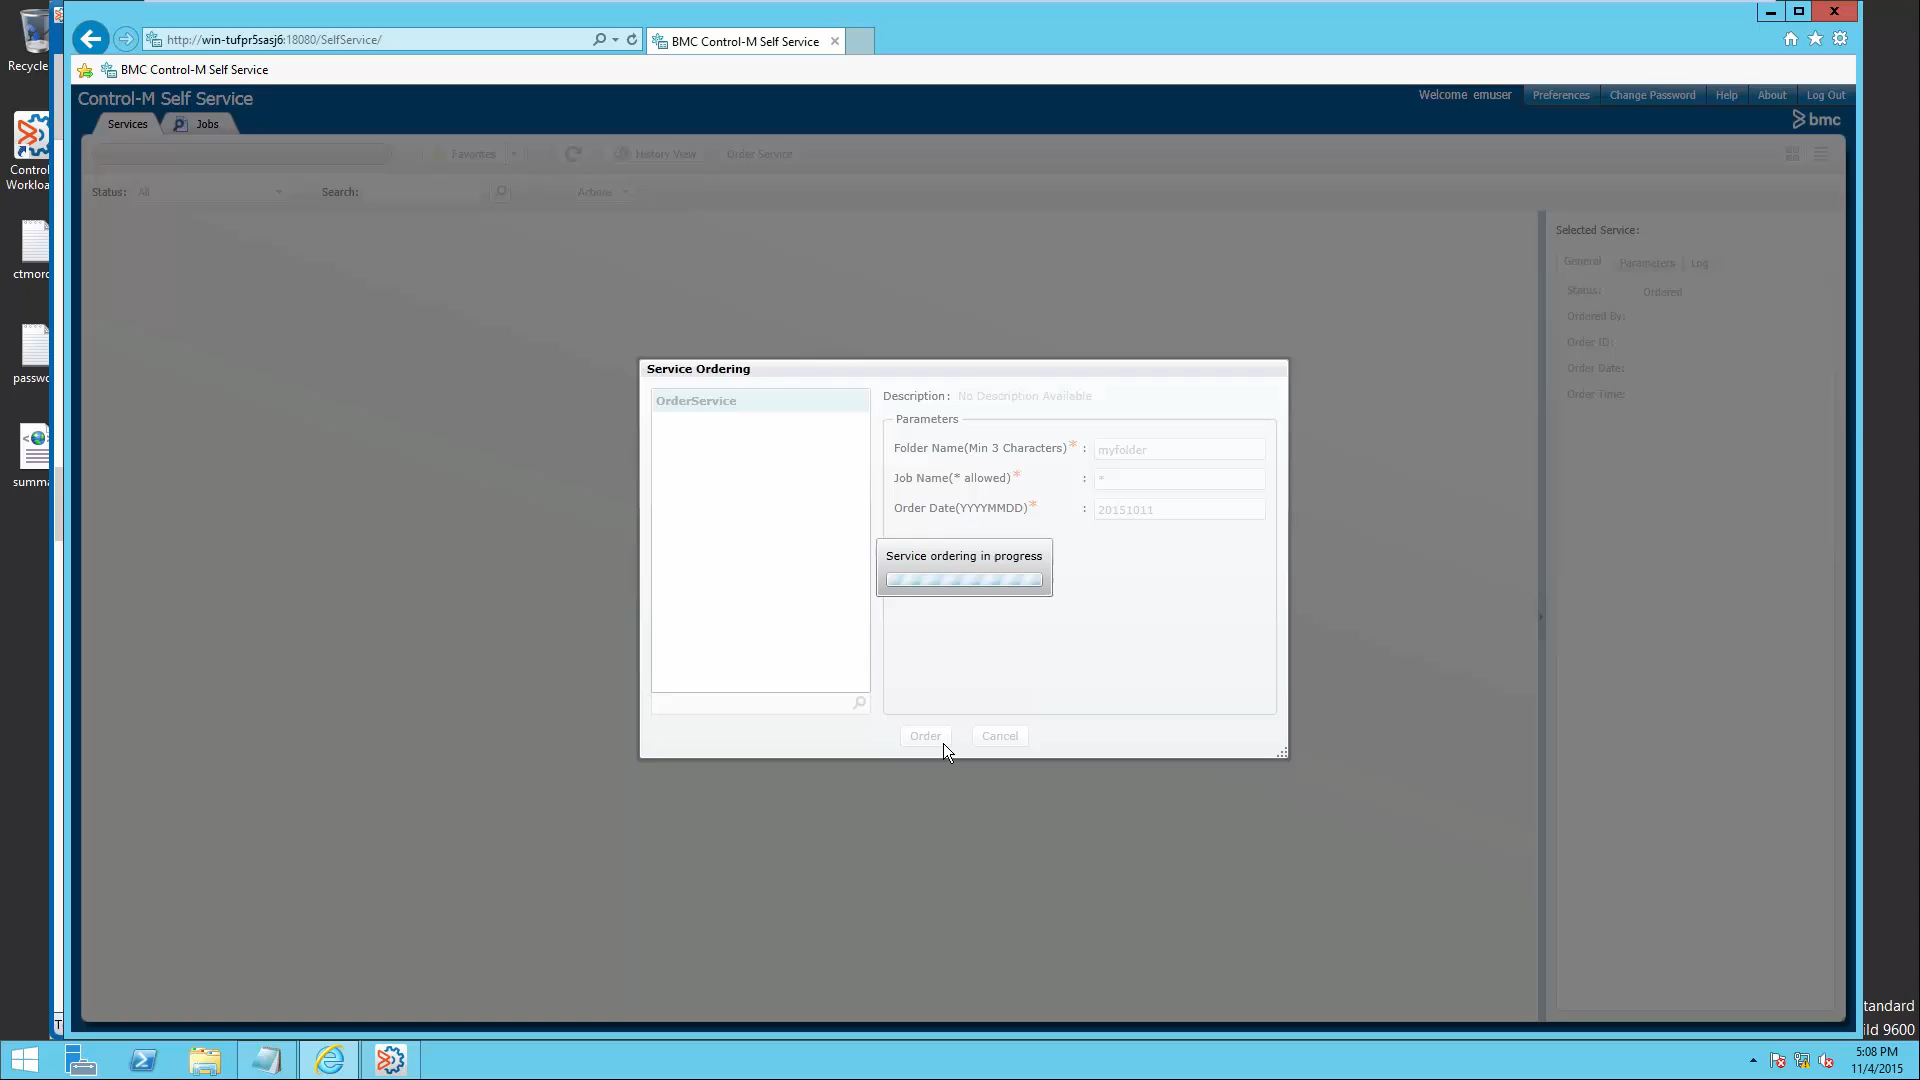 Recycle
Control
Workloa
ctmorc
passwc
summa
http://win-tufpr5sasj6:18080/SelfService/
BMC Control-M Self Service
BMC Control-M Self Service
Control-M Self Service
Welcome emuser
Preferences
Change Password
Help
About
Log Out
bmc
Services
Jobs
Favorites
History View
Order Service
Status: All
Search:
Actions
Selected Service:
General
Parameters
Log
Status: Ordered
Ordered By:
Order ID:
Order Date:
Order Time:
Service Ordering
OrderService
Description: No Description Available
Parameters
Folder Name(Min 3 Characters)* : myfolder
Job Name(* allowed)* : *
Order Date(YYYYMMDD)* : 20151011
Service ordering in progress
Order
Cancel
tandard
ild 9600
5:08 PM
11/4/2015